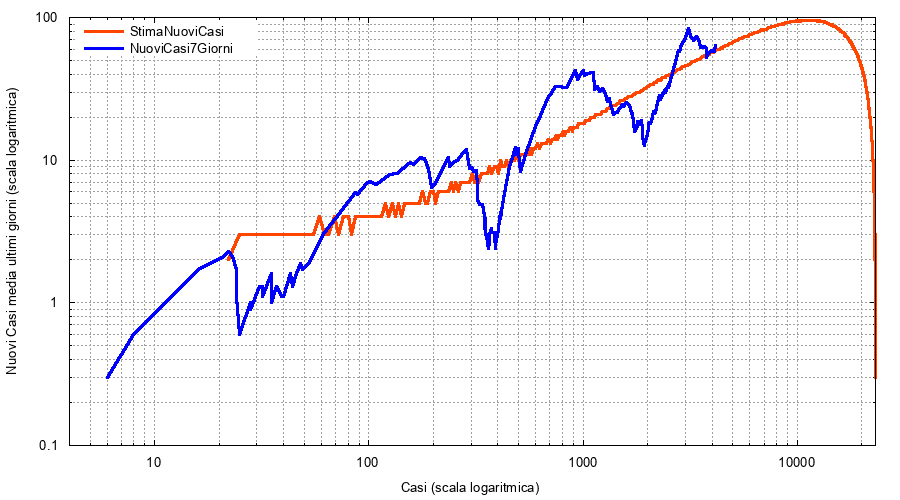 StimaNuoviCasi
NuoviCasi7Giorni
100
10
1
0.1
10
100
1000
10000
Nuovi Casi media ultimi giorni (scala logaritmica)
Casi (scala logaritmica)